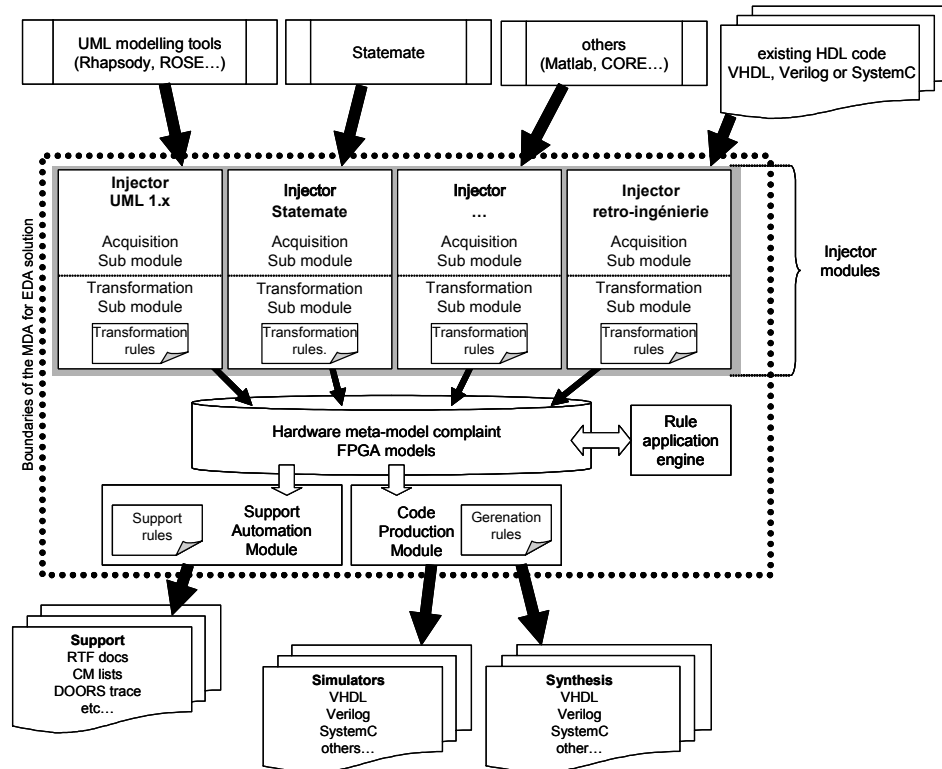 UML modelling tools
(Rhapsody, ROSE…)
Statemate
others
(Matlab, CORE…)
existing HDL code
VHDL, Verilog or SystemC
Boundaries of the MDA for EDA solution
Injector
UML 1.x
Acquisition
Sub module
Transformation
Sub module
Transformation
rules
Injector
Statemate
Acquisition
Sub module
Transformation
Sub module
Transformation
rules.
Injector
…
Acquisition
Sub module
Transformation
Sub module
Transformation
rules
Injector
retro-ingénierie
Acquisition
Sub module
Transformation
Sub module
Transformation
rules
Injector
modules
Hardware meta-model complaint
FPGA models
Rule
application
engine
Support
rules
Support
Automation
Module
Code
Production
Module
Gerenation
rules
Support
RTF docs
CM lists
DOORS trace
etc…
Simulators
VHDL
Verilog
SystemC
others…
Synthesis
VHDL
Verilog
SystemC
other…